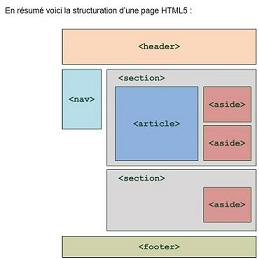 En résumé voici la structuration d'une page HTML5 :
<header>
<nav>
<section>
<article>
<aside>
<aside>
<section>
<aside>
<footer>